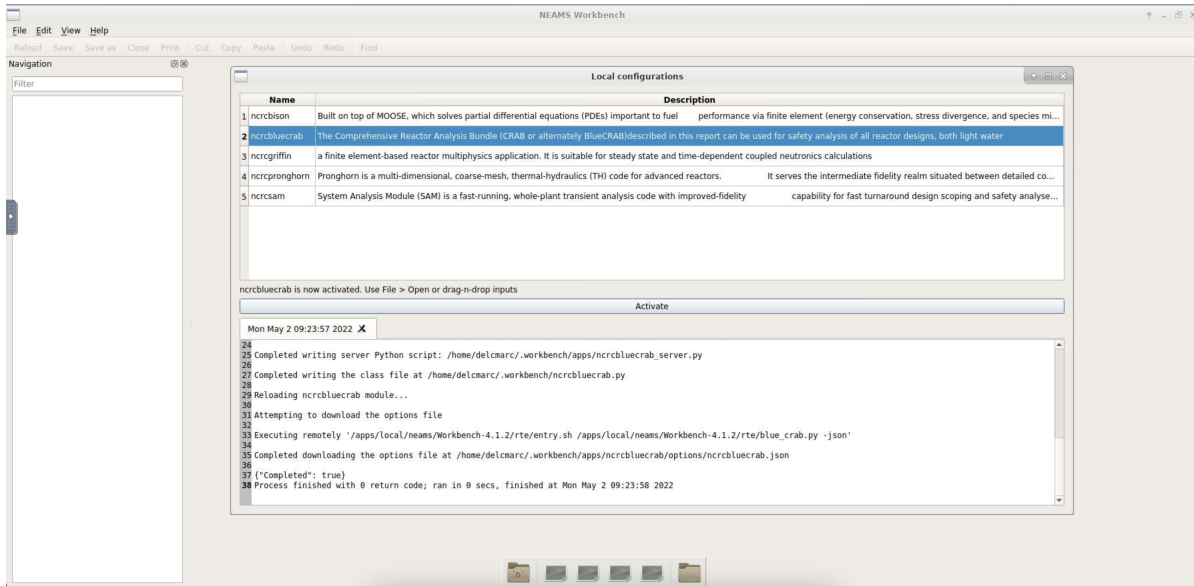 NEAMS Workbench
File Edit View Help
Reload Save Save as Close Print Cut Copy Paste Undo Redo Find
Navigation
Filter
Local configurations
Name Description
1 ncrcbison Built on top of MOOSE, which solves partial differential equations (PDEs) important to fuel performance via finite element (energy conservation, stress divergence, and species mi...
2 ncrcbluecrab The Comprehensive Reactor Analysis Bundle (CRAB or alternately BlueCRAB)described in this report can be used for safety analysis of all reactor designs, both light water
3 ncrcgriffin a finite element-based reactor multiphysics application. It is suitable for steady state and time-dependent coupled neutronics calculations
4 ncrcpronghorn Pronghorn is a multi-dimensional, coarse-mesh, thermal-hydraulics (TH) code for advanced reactors. It serves the intermediate fidelity realm situated between detailed co...
5 ncrcsam System Analysis Module (SAM) is a fast-running, whole-plant transient analysis code with improved-fidelity capability for fast turnaround design scoping and safety analyse...
ncrcbluecrab is now activated. Use File > Open or drag-n-drop inputs
Activate
Mon May 2 09:23:57 2022
24
25 Completed writing server Python script: /home/delcmarc/.workbench/apps/ncrcbluecrab_server.py
26
27 Completed writing the class file at /home/delcmarc/.workbench/ncrcbluecrab.py
28
29 Reloading ncrcbluecrab module...
30
31 Attempting to download the options file
32
33 Executing remotely '/apps/local/neams/Workbench-4.1.2/rte/entry.sh /apps/local/neams/Workbench-4.1.2/rte/blue_crab.py -json'
34
35 Completed downloading the options file at /home/delcmarc/.workbench/apps/ncrcbluecrab/options/ncrcbluecrab.json
36
37 {"Completed": true}
38 Process finished with 0 return code; ran in 0 secs, finished at Mon May 2 09:23:58 2022